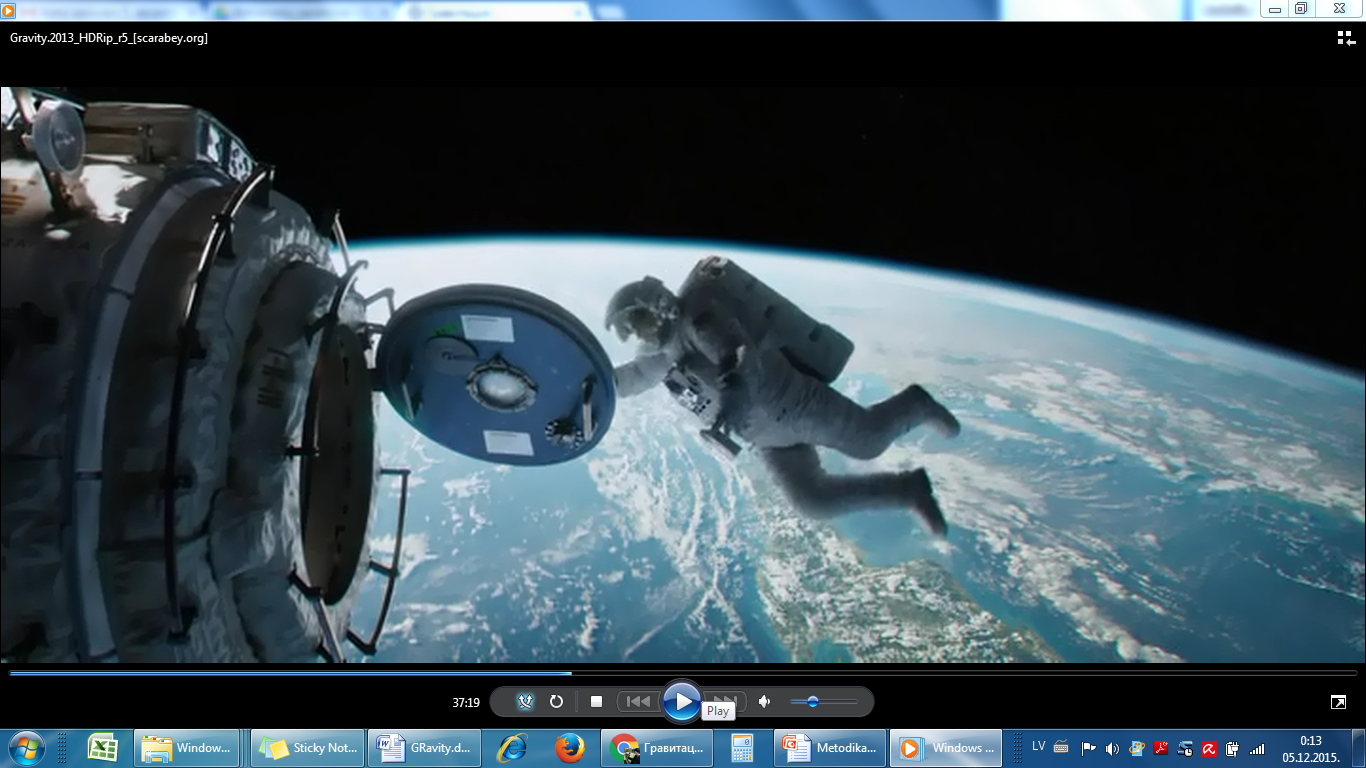 Gravity.2013_HDRip_r5_[scarabey.org]
37:19
Play
Window...
Sticky Not...
GRavity.d...
Гравитац...
Metodika...
Windows ...
LV
0:13
05.12.2015.